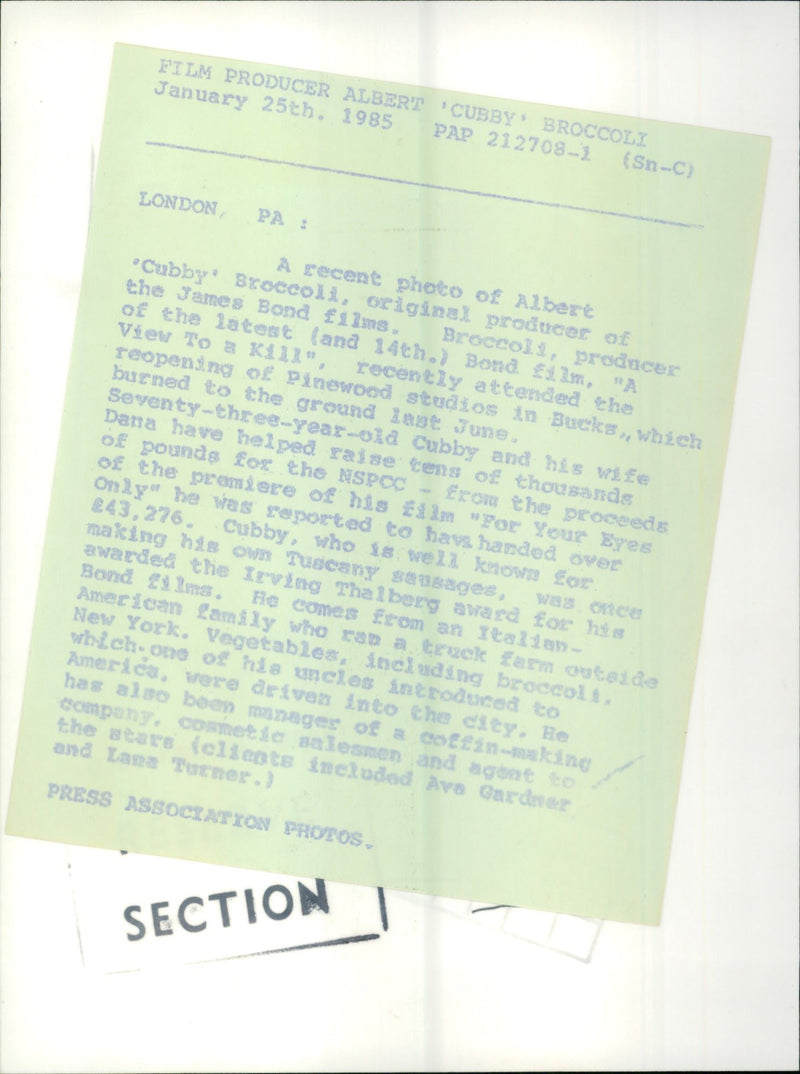 FILM PRODUCER ALBERT 'CUBBY' BROCCOLI
January 25th. 1985 PAP 212708-1 (Sn-C)
LONDON, PA :
A recent photo of Albert
'Cubby' Broccoli, original producer of
the James Bond films. Broccoli, producer
of the latest (and 14th.) Bond film, "A
View To a Kill", recently attended the
reopening of Pinewood studios in Bucks,, which
burned to the ground last June.
Seventy-three-year-old Cubby and his wife
Dana have helped raise tens of thousands
of pounds for the NSPCC - from the proceeds
of the premiere of his film "For Your Eyes
Only" he was reported to have handed over
£43,276. Cubby, who is well known for
making his own Tuscany sausages, was once
awarded the Irving Thalberg award for his
Bond films. He comes from an Italian-
American family who ran a truck farm outside
New York. Vegetables, including broccoli,
which one of his uncles introduced to
America, were driven into the city. He
has also been manager of a coffin-making
company, cosmetic salesmen and agent to
the stars (clients included Ava Gardner
and Lana Turner.)
PRESS ASSOCIATION PHOTOS.
SECTION